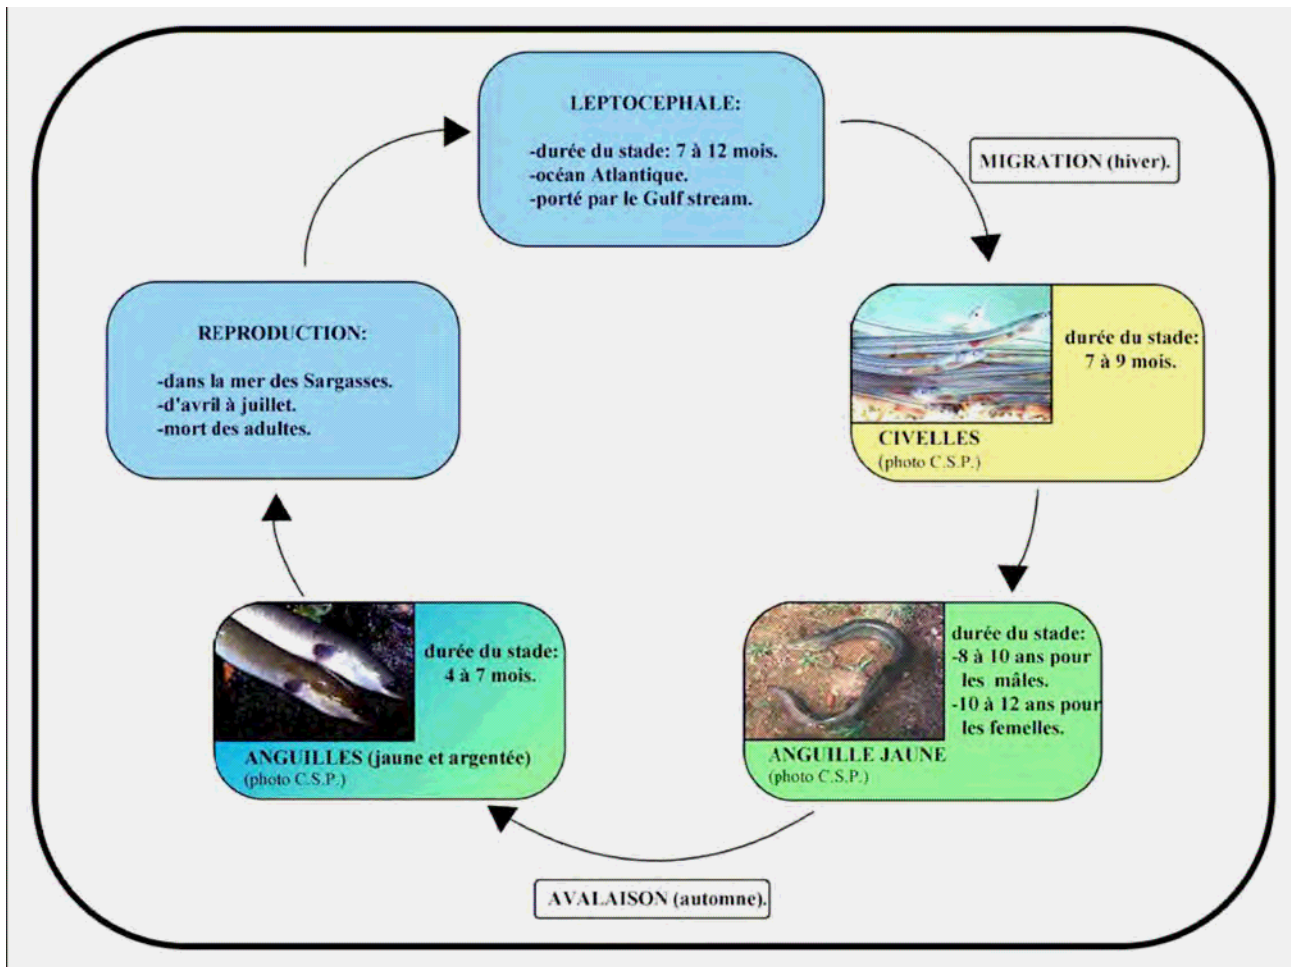 LEPTOCEPHALE:
-durée du stade: 7 à 12 mois.
-océan Atlantique.
-porté par le Gulf stream.
MIGRATION (hiver).
durée du stade:
7 à 9 mois.
CIVELLES
(photo C.S.P.)
durée du stade:
-8 à 10 ans pour
les mâles.
-10 à 12 ans pour
les femelles.
ANGUILLE JAUNE
(photo C.S.P.)
AVALAISON (automne).
durée du stade:
4 à 7 mois.
ANGUILLES (jaune et argentée)
(photo C.S.P.)
REPRODUCTION:
-dans la mer des Sargasses.
-d'avril à juillet.
-mort des adultes.